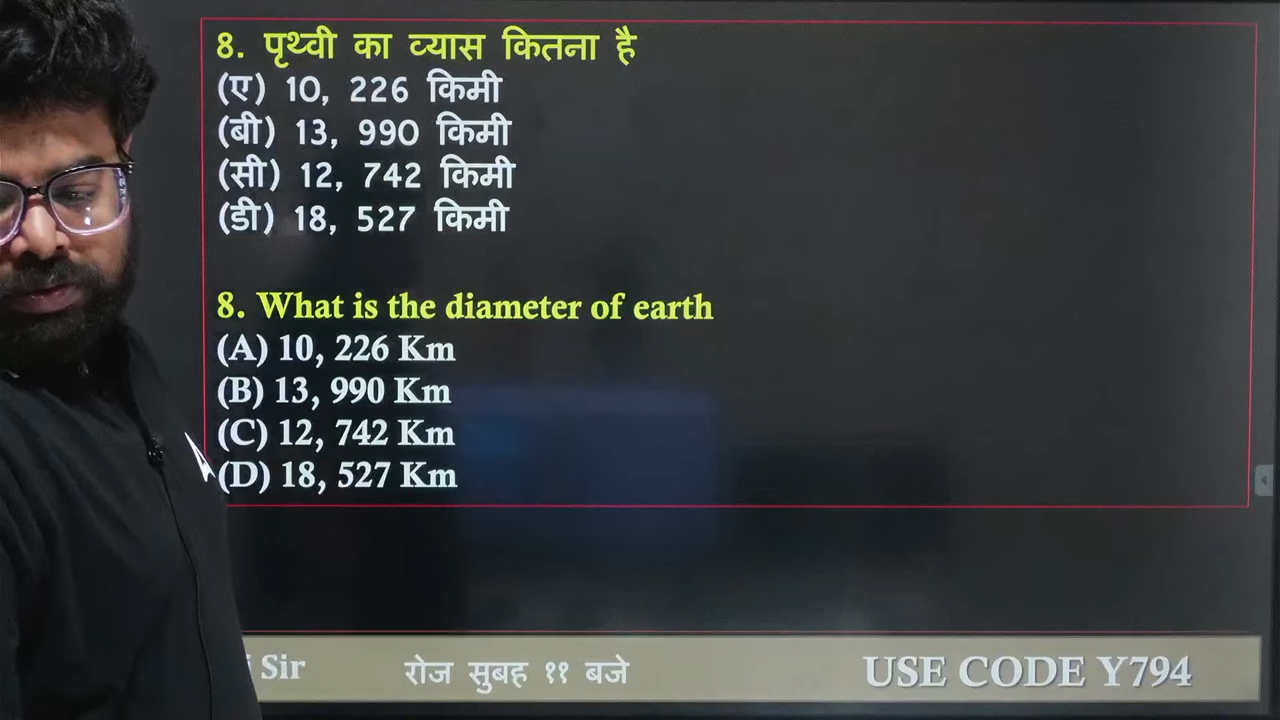 8. पृथ्वी का व्यास कितना है
(ए) 10, 226 किमी
(बी) 13, 990 किमी
(सी) 12, 742 किमी
(डी) 18, 527 किमी
8. What is the diameter of earth
(A) 10, 226 Km
(B) 13, 990 Km
(C) 12, 742 Km
(D) 18, 527 Km
Sir
रोज सुबह ११ बजे
USE CODE Y794